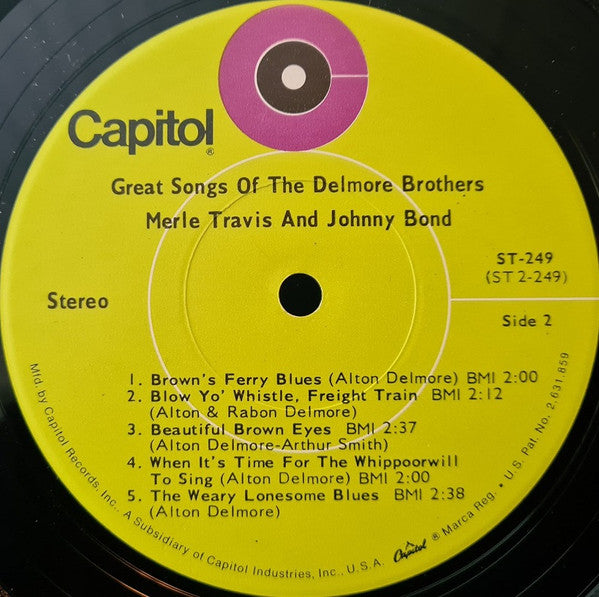 Capitol®
Great Songs Of The Delmore Brothers
Merle Travis And Johnny Bond
ST-249
(ST 2-249)
Stereo
Side 2
1. Brown's Ferry Blues (Alton Delmore) BMI 2:00
2. Blow Yo' Whistle, Freight Train BMI 2:12
(Alton & Rabon Delmore)
3. Beautiful Brown Eyes BMI 2:37
(Alton Delmore-Arthur Smith)
4. When It's Time For The Whippoorwill
To Sing (Alton Delmore) BMI 2:00
5. The Weary Lonesome Blues BMI 2:38
(Alton Delmore)
Mfd. by Capitol Records, Inc., A Subsidiary of Capitol Industries, Inc., U.S.A. Capitol ® Marca Reg. • U.S. Pat. No. 2,631,859